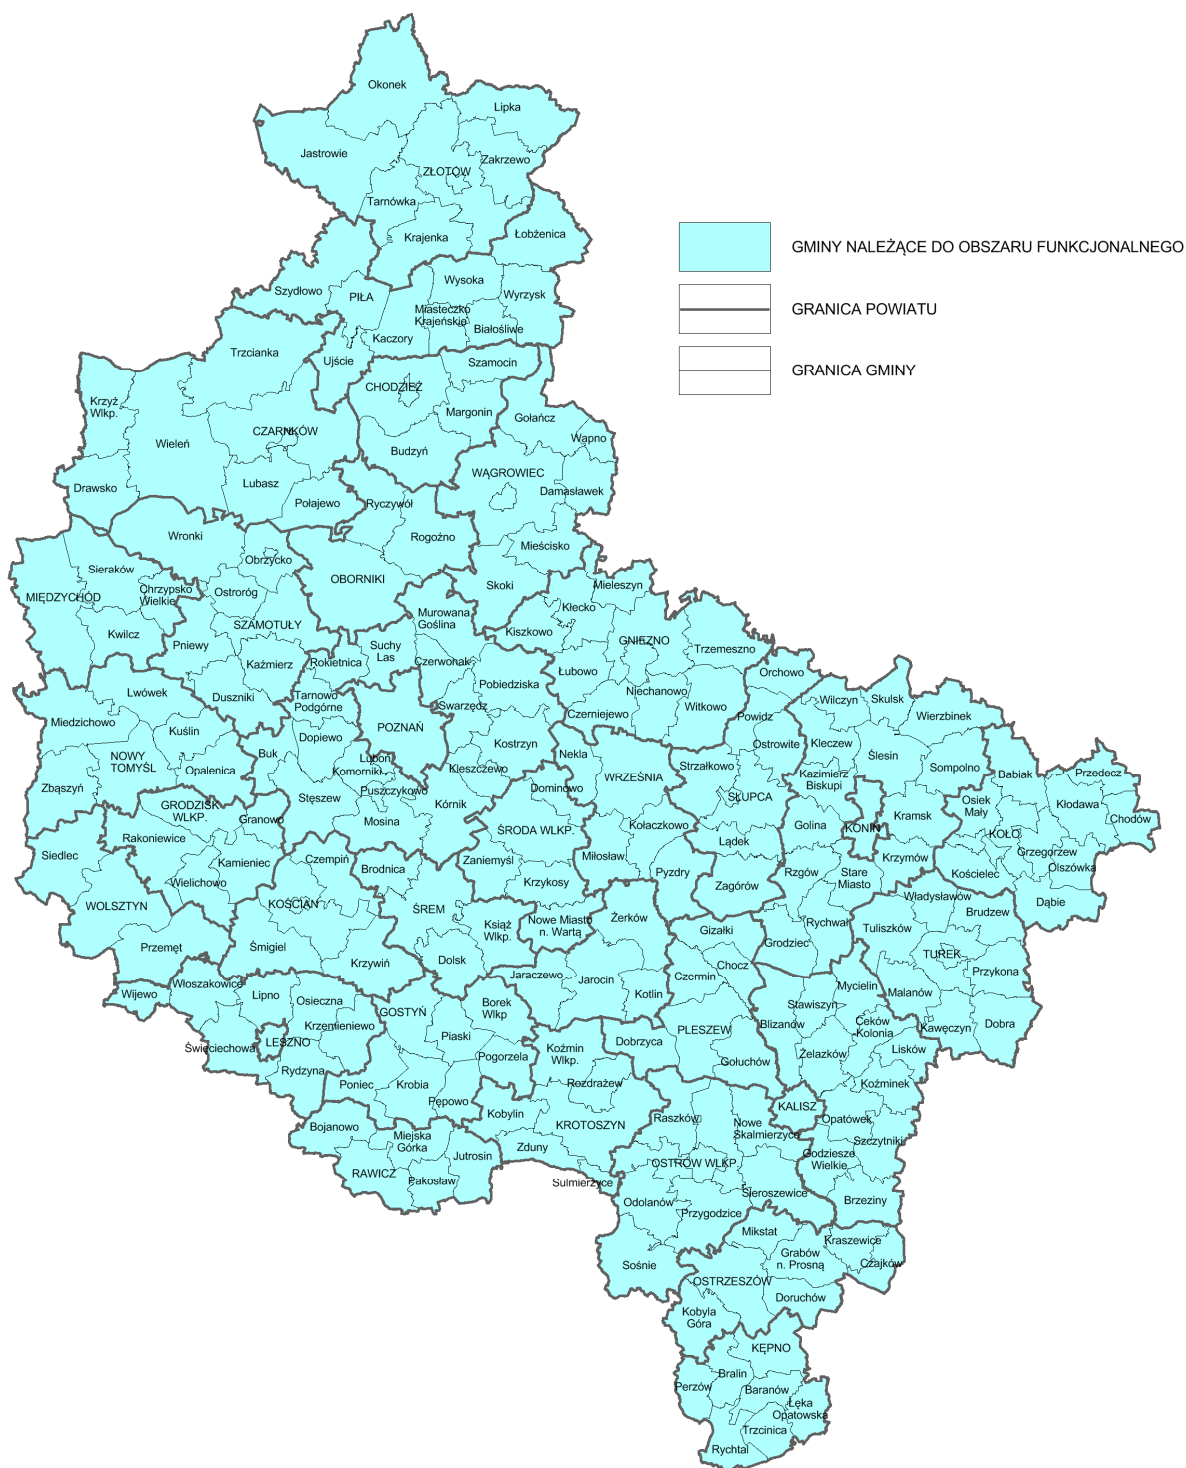 Okonek
Lipka
Jastrowie
Zakrzewo
ZŁOTÓW
Tarnówka
Krajenka
Łobżenica
GMINY NALEŻĄCE DO OBSZARU FUNKCJONALNEGO
GRANICA POWIATU
GRANICA GMINY
Szydłowo
PIŁA
Wysoka
Wyrzysk
Miasteczko
Krajeńskie
Białośliwe
Kaczory
Trzcianka
Ujście
Szamocin
CHODZIEŻ
Margonin
Krzyż
Wlkp.
Gołańcz
Wapno
Wieleń
CZARNKÓW
Budzyń
WĄGROWIEC
Drawsko
Lubasz
Damasławek
Połajewo
Ryczywół
Wronki
Rogoźno
Mieścisko
Obrzycko
Sieraków
OBORNIKI
Skoki
Mieleszyn
MIĘDZYCHÓD
Chrzypsko
Wielkie
Ostroróg
Kłecko
Murowana
Goślina
SZAMOTUŁY
Kiszkowo
Kwilcz
Pniewy
GNIEZNO
Trzemeszno
Suchy
Las
Kaźmierz
Rokietnica
Czerwonak
Łubowo
Orchowo
Pobiedziska
Lwówek
Duszniki
Tarnowo
Podgórne
Niechanowo
Swarzędz
Witkowo
Czerniejewo
Wilczyn
Skulsk
Wierzbinek
Miedzichowo
Kuślin
POZNAŃ
Powidz
Dopiewo
Kostrzyn
Nekla
Ostrowite
Kleczew
Ślesin
NOWY
TOMYŚL
Buk
Luboń
Komorniki
Kleszczewo
Strzałkowo
Opalenica
WRZEŚNIA
Kazimierz
Biskupi
Sompolno
Dąbiak
Przedecz
Zbąszyń
Stęszew
Puszczykowo
Dominowo
SŁUPCA
Osiek
Mały
Kłodawa
GRODZISK
WLKP.
Granowo
Mosina
Kórnik
Kołaczkowo
Golina
KONIN
Kramsk
Chodów
ŚRODA WLKP.
Rakoniewice
KOŁO
Lądek
Siedlec
Kamieniec
Czempiń
Brodnica
Zaniemyśl
Miłosław
Krzymów
Grzegorzew
Kościelec
Olszówka
Pyzdry
Rzgów
Stare
Miasto
Wielichowo
Krzykosy
Zagórów
WOLSZTYN
KOŚCIAN
ŚREM
Władysławów
Dąbie
Książ
Wlkp.
Nowe Miasto
n. Wartą
Żerków
Brudzew
Rychwał
Tuliszków
Gizałki
Przemęt
Śmigiel
Grodziec
TUREK
Dolsk
Krzywiń
Chocz
Jaraczewo
Jarocin
Czermin
Przykona
Włoszakowice
Mycielin
Wijewo
Lipno
Osieczna
Kotlin
Malanów
Borek
Wlkp
Stawiszyn
GOSTYŃ
Krzemieniewo
Blizanów
Ceków
Kolonia
Kawęczyn
Dobra
PLESZEW
Piaski
LESZNO
Dobrzyca
Święciechowa
Koźmin
Wlkp.
Lisków
Pogorzela
Żelazków
Gołuchów
Rydzyna
Poniec
Krobia
Rozdrażew
Koźminek
Pępowo
KALISZ
Kobylin
Raszków
Opatówek
Nowe
Skalmierzyce
Bojanowo
KROTOSZYN
Miejska
Górka
Szczytniki
Zduny
Jutrosin
Godziesze
Wielkie
OSTRÓW WLKP.
RAWICZ
Pakosław
Sulmierzyce
Sieroszewice
Brzeziny
Odolanów
Przygodzice
Mikstat
Kraszewice
Grabów
n. Prosną
Czajków
Sośnie
OSTRZESZÓW
Doruchów
Kobyla
Góra
KĘPNO
Bralin
Perzów
Baranów
Łęka
Opatowska
Trzcinica
Rychtal